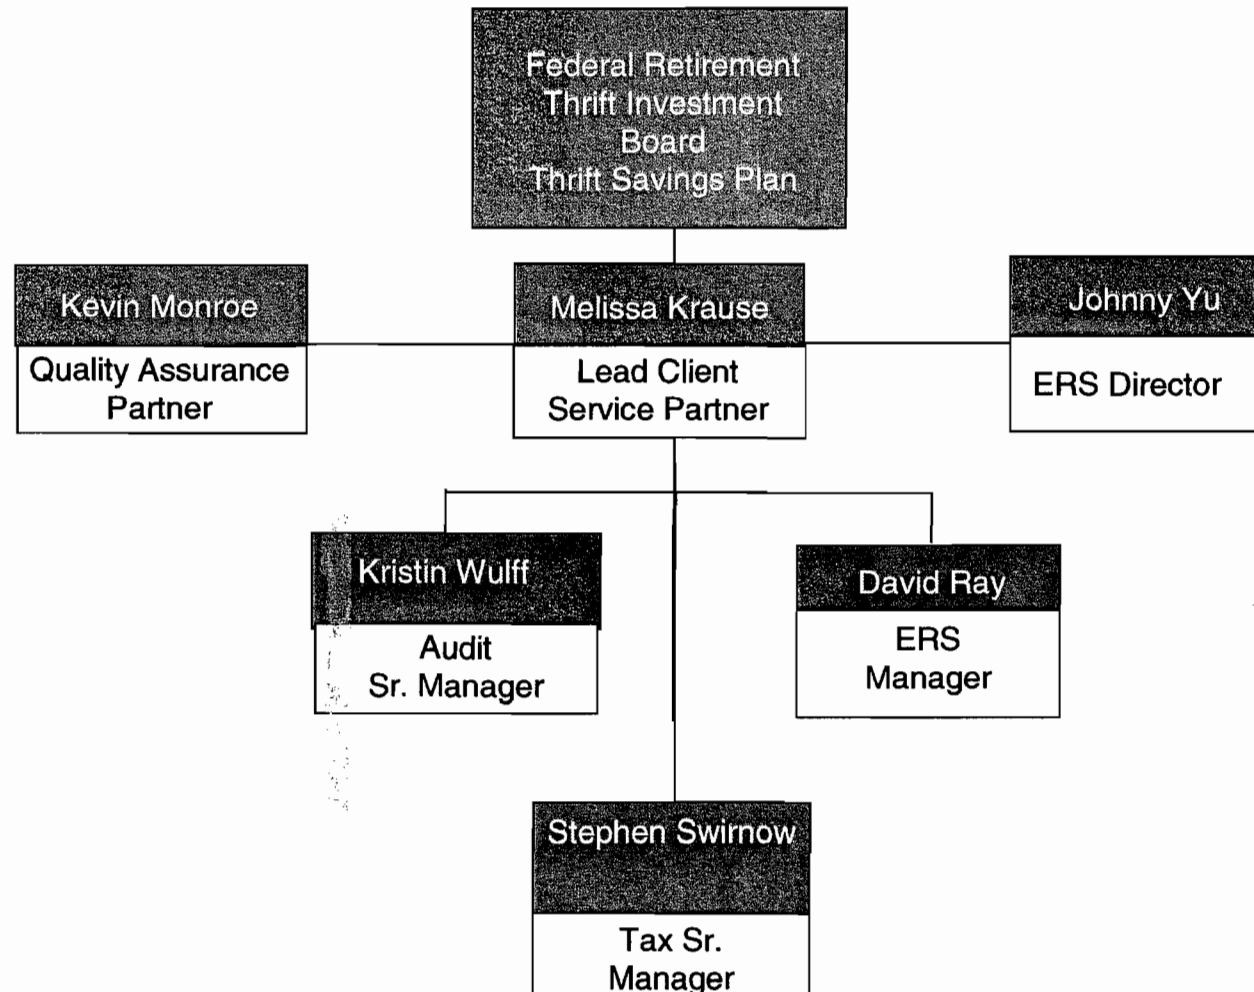 Federal Retirement
Thrift Investment
Board
Thrift Savings Plan
Kevin Monroe
Quality Assurance
Partner
Melissa Krause
Lead Client
Service Partner
Johnny Yu
ERS Director
Kristin Wulff
Audit
Sr. Manager
David Ray
ERS
Manager
Stephen Swirnow
Tax Sr.
Manager